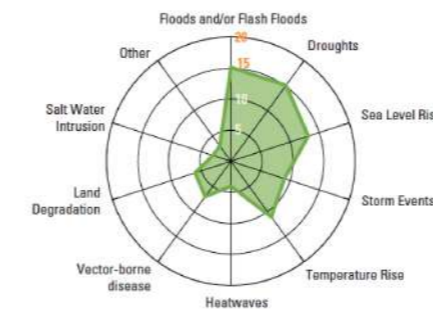 Floods and/or Flash Floods
20
Other
Droughts
15
10
Salt Water
Intrusion
Sea Level Ris
5
Land
Degradation
Storm Events
Vector-borne
disease
Temperature Rise
Heatwaves